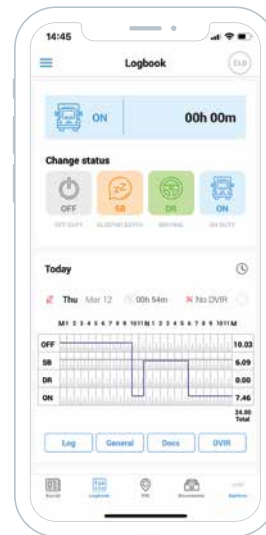 14:45
Logbook
ELD
ON
00h 00m
Change status
OFF
SB
DR
ON
OFF DUTY
SLEEPER BERTH
DRIVING
ON DUTY
Today
Thu Mar 12 00h 54m No DVIR
M 1 2 3 4 5 6 7 8 9 10 11 N 1 2 3 4 5 6 7 8 9 10 11 M
OFF 10.03
SB 6.09
DR 0.00
ON 7.46
24.00
Total
Log
General
Docs
DVIR
Logbook
Documents